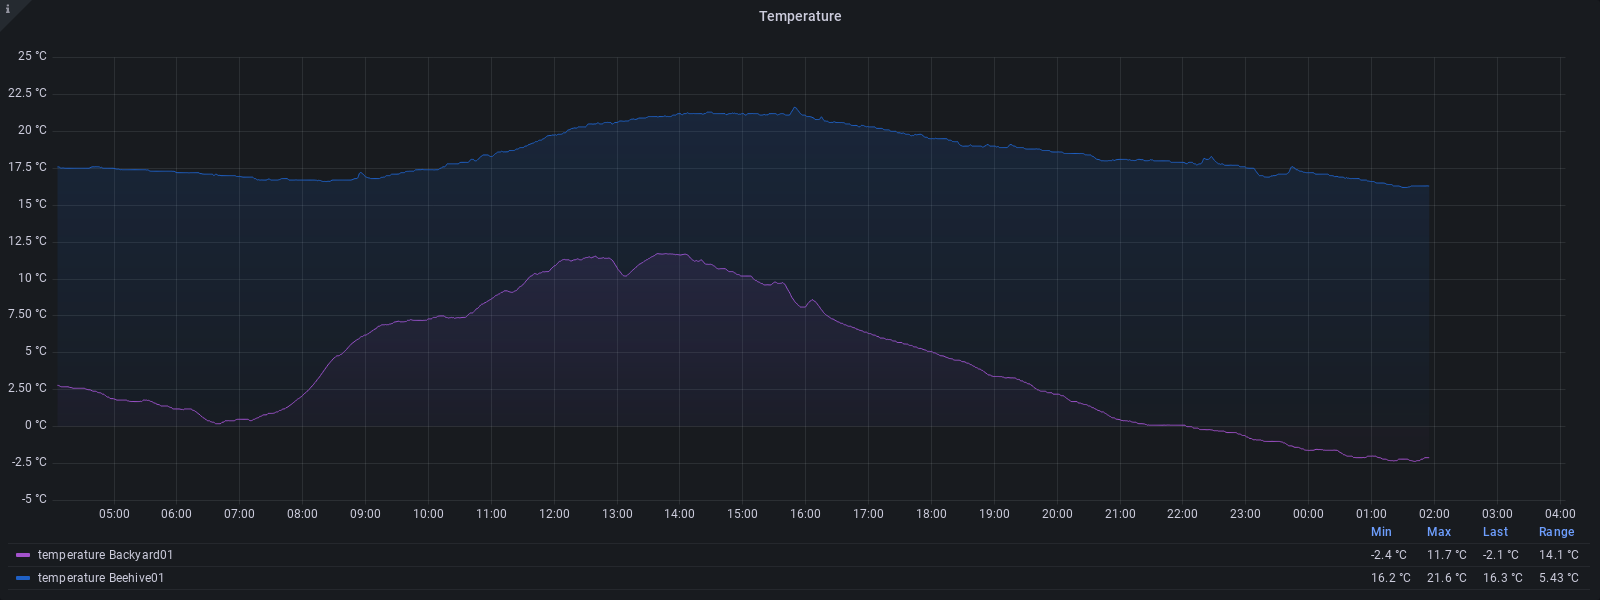 i
Temperature
25 °C
22.5 °C
20 °C
17.5 °C
15 °C
12.5 °C
10 °C
7.50 °C
5 °C
2.50 °C
0 °C
-2.5 °C
-5 °C
05:00 06:00 07:00 08:00 09:00 10:00 11:00 12:00 13:00 14:00 15:00 16:00 17:00 18:00 19:00 20:00 21:00 22:00 23:00 00:00 01:00 02:00 03:00 04:00
Min Max Last Range
temperature Backyard01 -2.4 °C 11.7 °C -2.1 °C 14.1 °C
temperature Beehive01 16.2 °C 21.6 °C 16.3 °C 5.43 °C